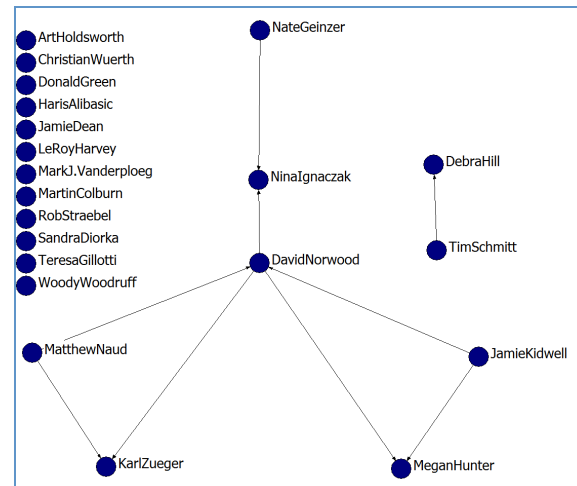 NateGeinzer
ArtHoldsworth
ChristianWuerth
DonaldGreen
HarisAlibasic
JamieDean
LeRoyHarvey
MarkJ.Vanderploeg
MartinColburn
RobStraebel
SandraDiorka
TeresaGillotti
WoodyWoodruff
DebraHill
NinaIgnaczak
TimSchmitt
DavidNorwood
MatthewNaud
JamieKidwell
KarlZueger
MeganHunter